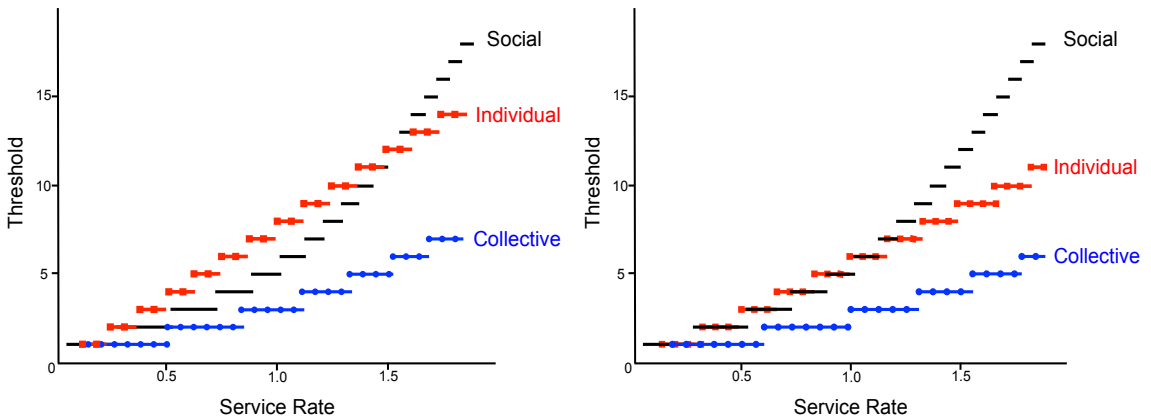 Social
Individual
Collective
Threshold
15
10
5
0
0.5
1.0
1.5
Service Rate
Social
Individual
Collective
Threshold
15
10
5
0
0.5
1.0
1.5
Service Rate